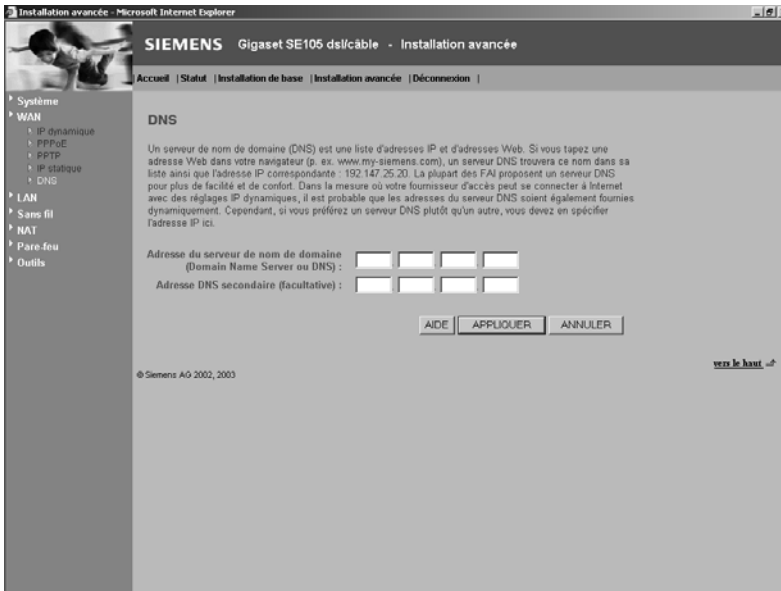 Installation avancée - Microsoft Internet Explorer
SIEMENS Gigaset SE105 dsl/câble - Installation avancée
|Accueil |Statut |Installation de base |Installation avancée |Déconnexion |
Système
WAN
IP dynamique
PPPoE
PPTP
IP statique
DNS
LAN
Sans fil
NAT
Pare-feu
Outils
DNS
Un serveur de nom de domaine (DNS) est une liste d'adresses IP et d'adresses Web. Si vous tapez une
adresse Web dans votre navigateur (p. ex. www.my-siemens.com), un serveur DNS trouvera ce nom dans sa
liste ainsi que l'adresse IP correspondante : 192.147.25.20. La plupart des FAI proposent un serveur DNS
pour plus de facilité et de confort. Dans la mesure où votre fournisseur d'accès peut se connecter à Internet
avec des réglages IP dynamiques, il est probable que les adresses du serveur DNS soient également fournies
dynamiquement. Cependant, si vous préférez un serveur DNS plutôt qu'un autre, vous devez en spécifier
l'adresse IP ici.
Adresse du serveur de nom de domaine
(Domain Name Server ou DNS) : . . .
Adresse DNS secondaire (facultative) : . . .
AIDE APPLIQUER ANNULER
vers le haut
© Siemens AG 2002, 2003